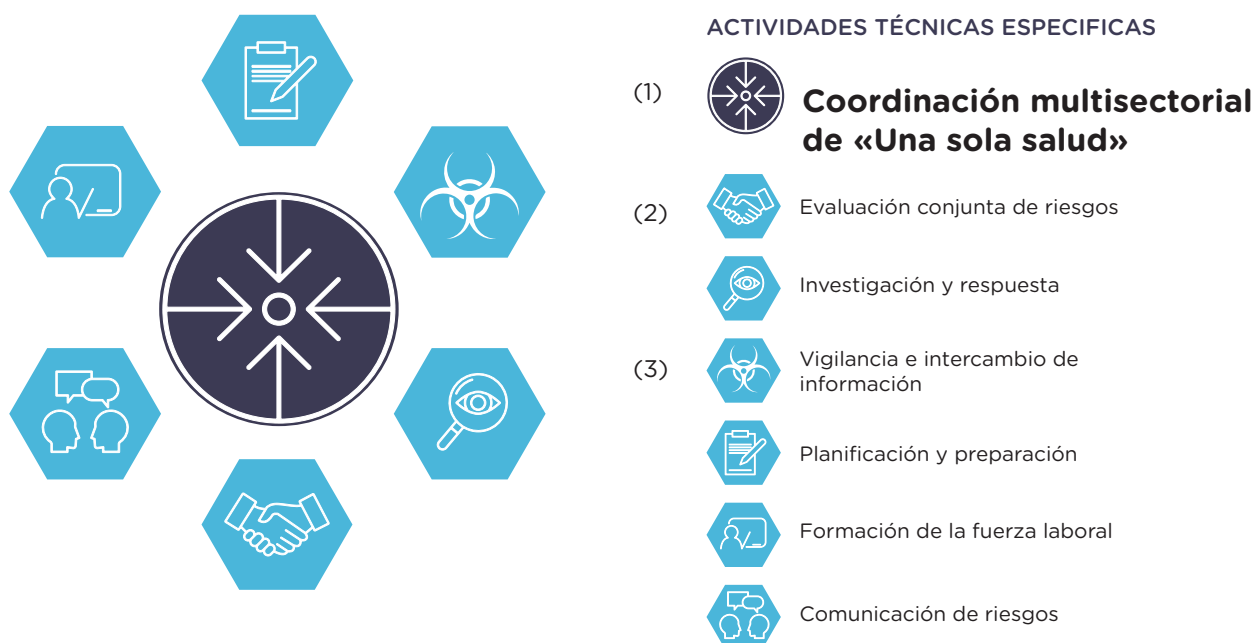 ACTIVIDADES TÉCNICAS ESPECIFICAS
(1)
Coordinación multisectorial
de «Una sola salud»
(2)
Evaluación conjunta de riesgos
Investigación y respuesta
(3)
Vigilancia e intercambio de
información
Planificación y preparación
Formación de la fuerza laboral
Comunicación de riesgos